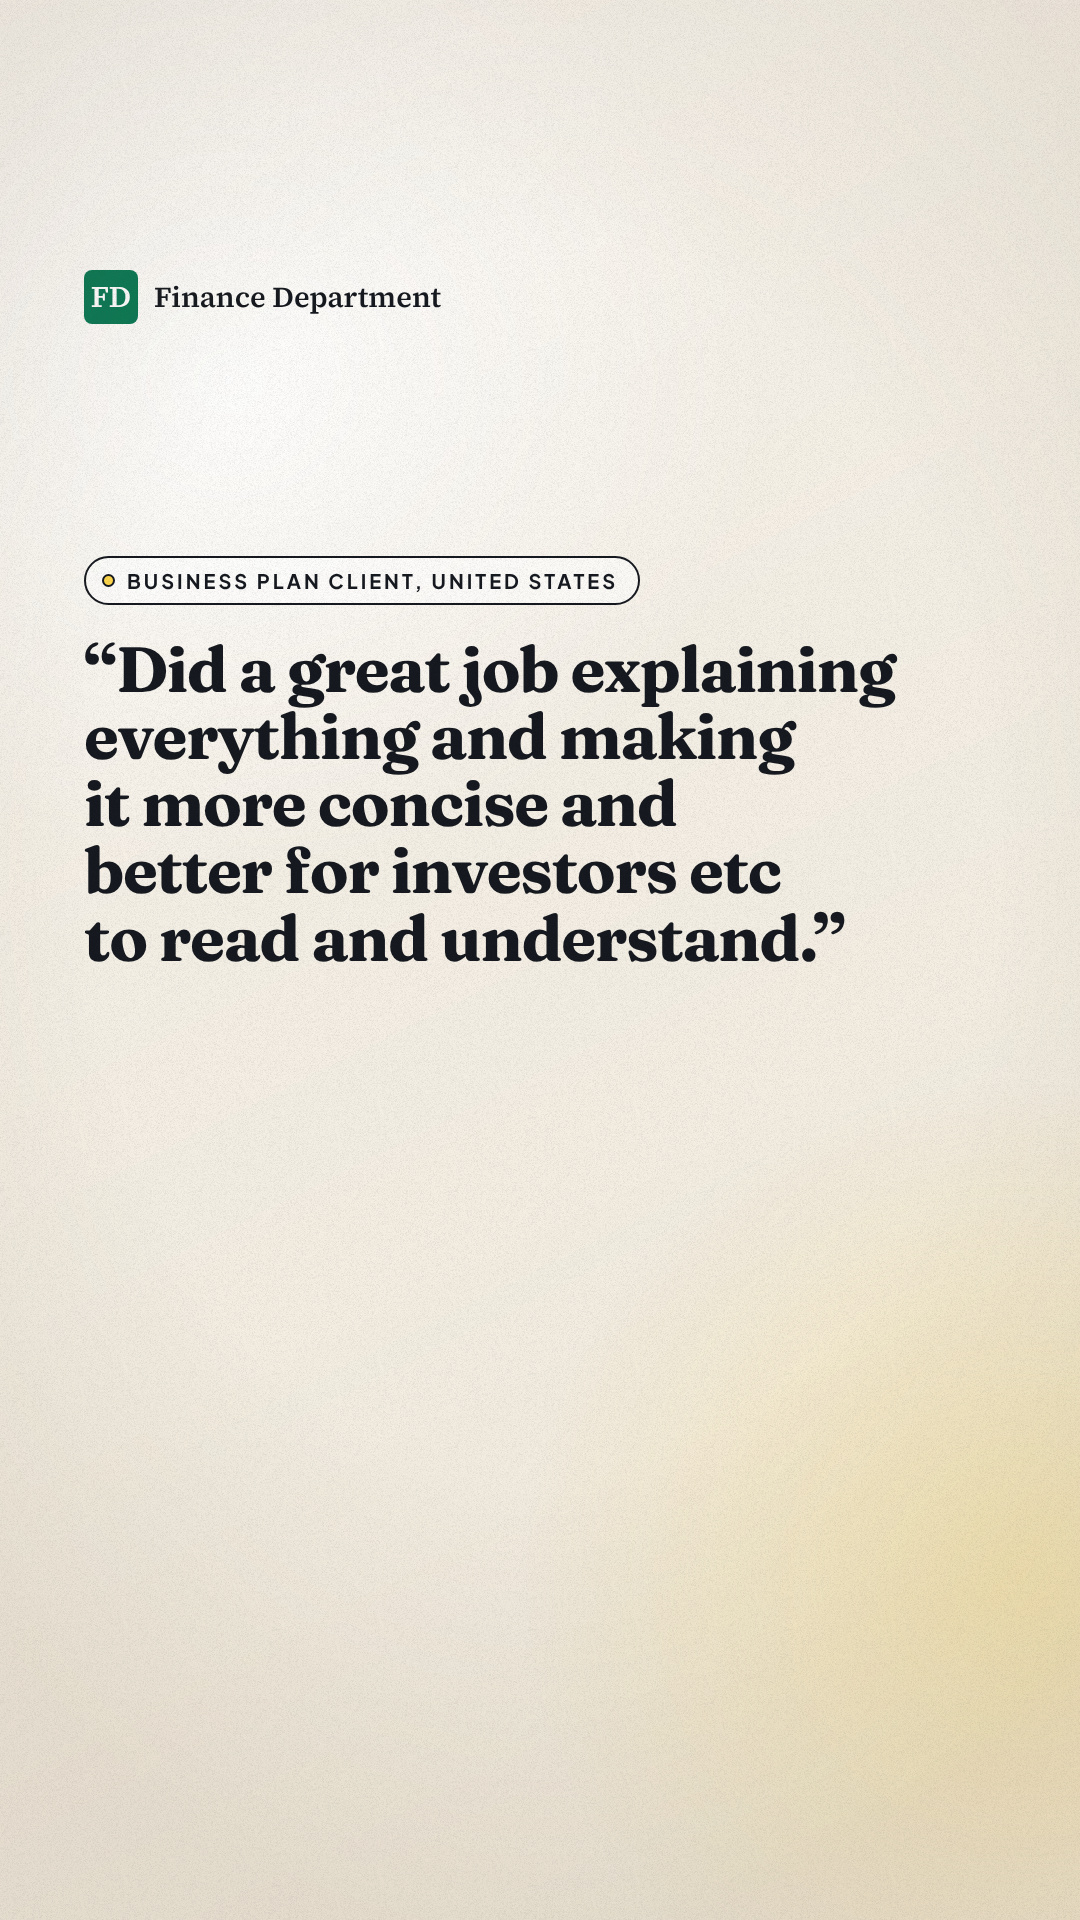 FD Finance Department
BUSINESS PLAN CLIENT, UNITED STATES
“Did a great job explaining
everything and making
it more concise and
better for investors etc
to read and understand.”